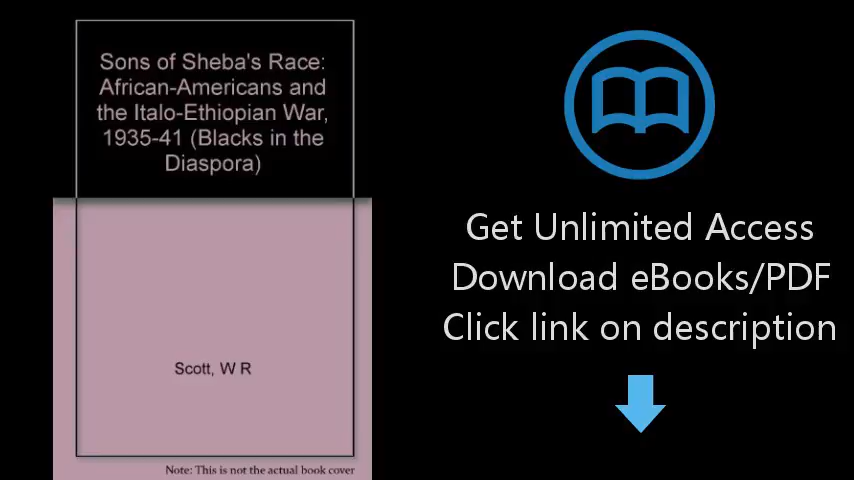 Sons of Sheba's Race:
African-Americans and
the Italo-Ethiopian War,
1935-41 (Blacks in the
Diaspora)
Scott, W R
Note: This is not the actual book cover
Get Unlimited Access
Download eBooks/PDF
Click link on description